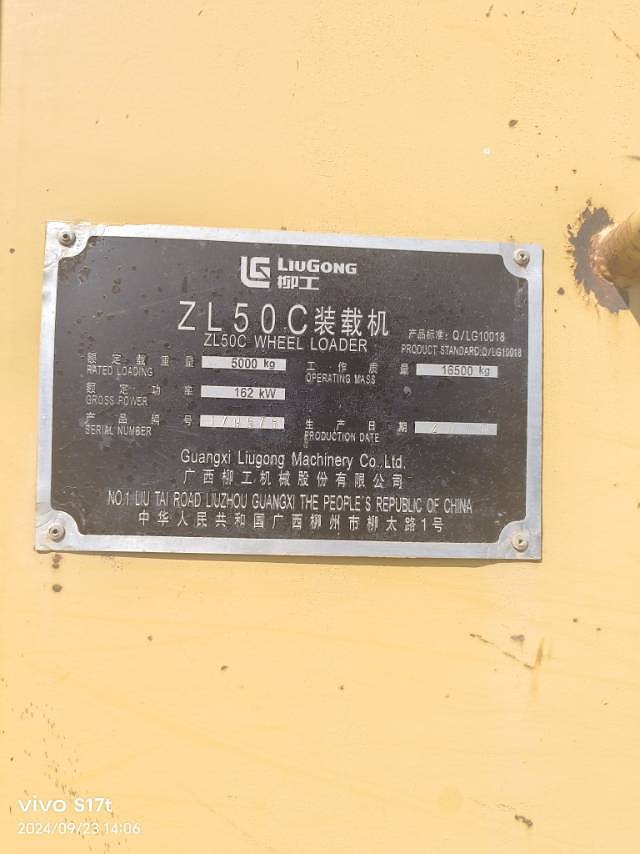 LIUGONG
柳工
ZL50C装载机
ZL50C WHEEL LOADER
产品标准: Q/LG10018
PRODUCT STANDARD:Q/LG10018
额定载重量 5000 kg
RATED LOADING
工作质量 16500 kg
OPERATING MASS
额定功率 162 kW
GROSS POWER
产品编号
SERIAL NUMBER
生产日期
PRODUCTION DATE
Guangxi Liugong Machinery Co.,Ltd.
广西柳工机械股份有限公司
NO.1 LIU TAI ROAD LIUZHOU GUANGXI THE PEOPLE'S REPUBLIC OF CHINA
中华人民共和国广西柳州市柳太路1号
vivo S17t
2024/09/23 14:06